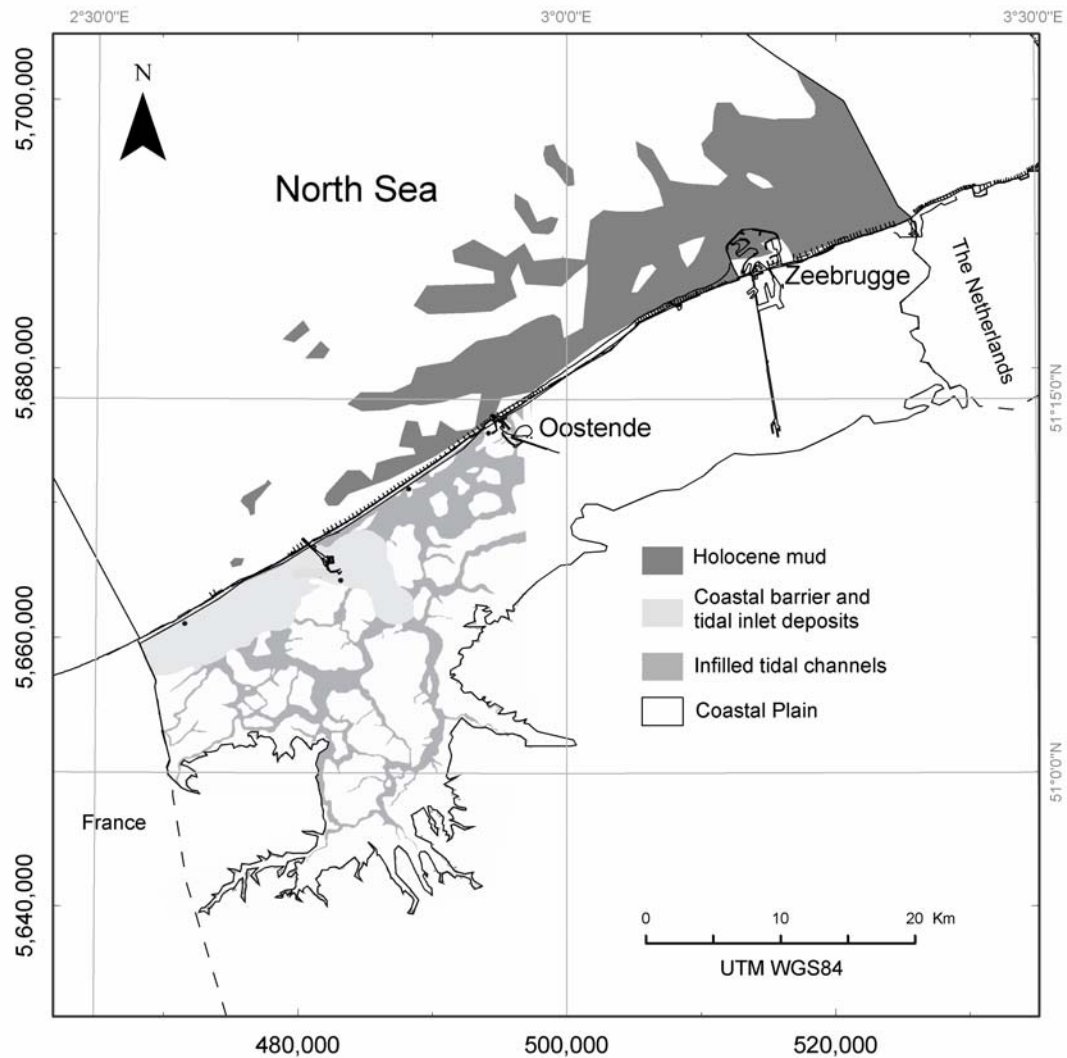 2°30'0"E
3°0'0"E
3°30'0"E
N
5,700,000
North Sea
Zeebrugge
The Netherlands
5,680,000
51°15'0"N
Oostende
Holocene mud
Coastal barrier and
tidal inlet deposits
5,660,000
Infilled tidal channels
Coastal Plain
51°0'0"N
France
5,640,000
0 10 20 Km
UTM WGS84
480,000
500,000
520,000